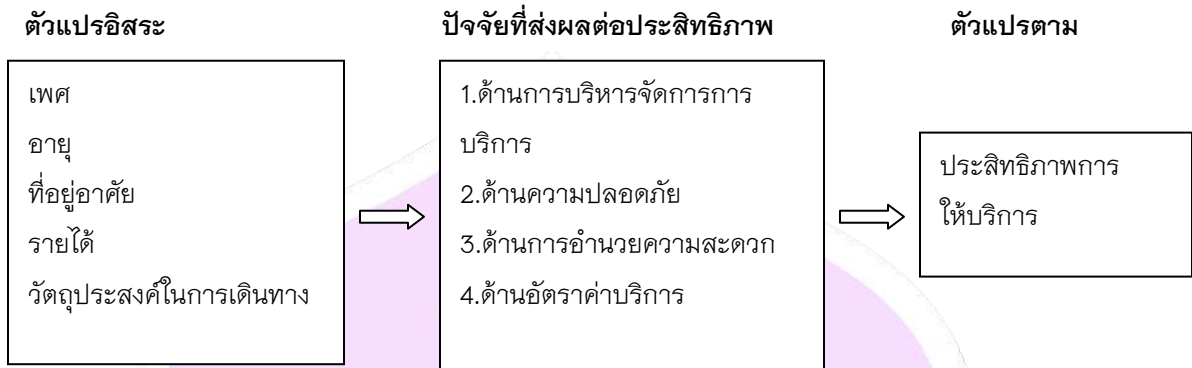 ตัวแปรอิสระ
เพศ
อายุ
ที่อยู่อาศัย
รายได้
วัตถุประสงค์ในการเดินทาง
ปัจจัยที่ส่งผลต่อประสิทธิภาพ
1.ด้านการบริหารจัดการการ
บริการ
2.ด้านความปลอดภัย
3.ด้านการอำนวยความสะดวก
4.ด้านอัตราค่าบริการ
ตัวแปรตาม
ประสิทธิภาพการ
ให้บริการ